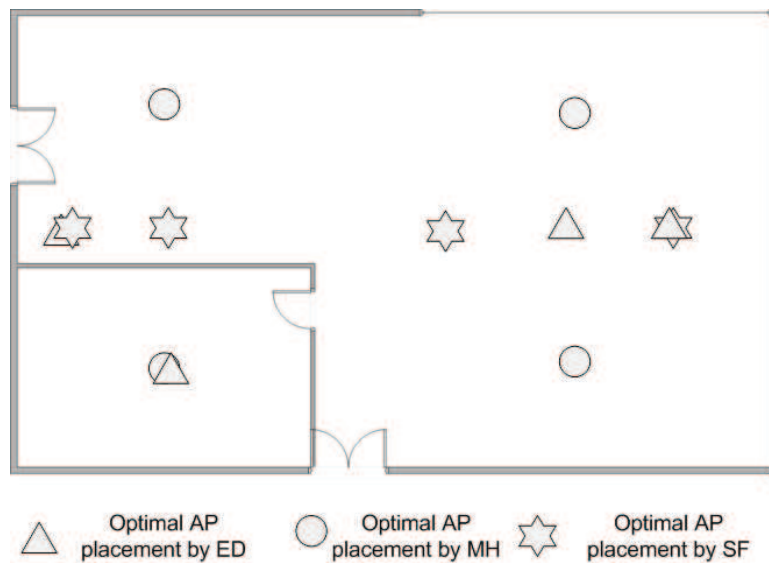 Optimal AP
placement by ED
Optimal AP
placement by MH
Optimal AP
placement by SF